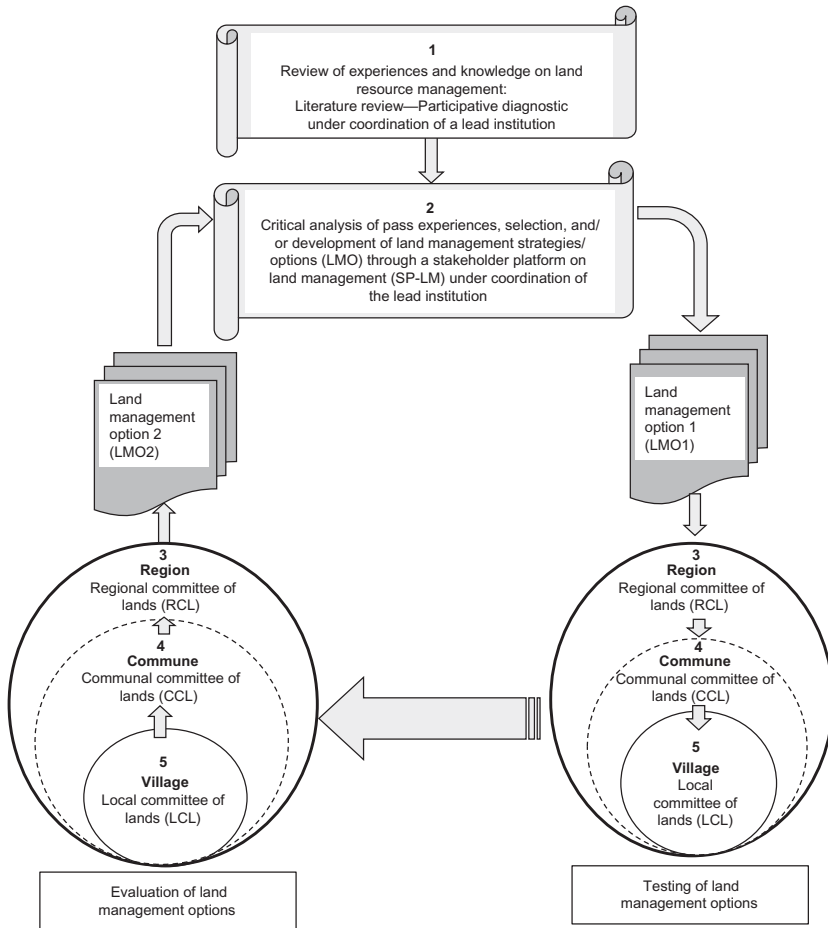 1
Review of experiences and knowledge on land
resource management:
Literature review—Participative diagnostic
under coordination of a lead institution
2
Critical analysis of pass experiences, selection, and/
or development of land management strategies/
options (LMO) through a stakeholder platform on
land management (SP-LM) under coordination of
the lead institution
Land
management
option 2
(LMO2)
Land
management
option 1
(LMO1)
3
Region
Regional committee of
lands (RCL)
4
Commune
Communal committee of
lands (CCL)
5
Village
Local committee of
lands (LCL)
Evaluation of land
management options
3
Region
Regional committee of
lands (RCL)
4
Commune
Communal committee of
lands (CCL)
5
Village
Local
committee of
lands (LCL)
Testing of land
management options